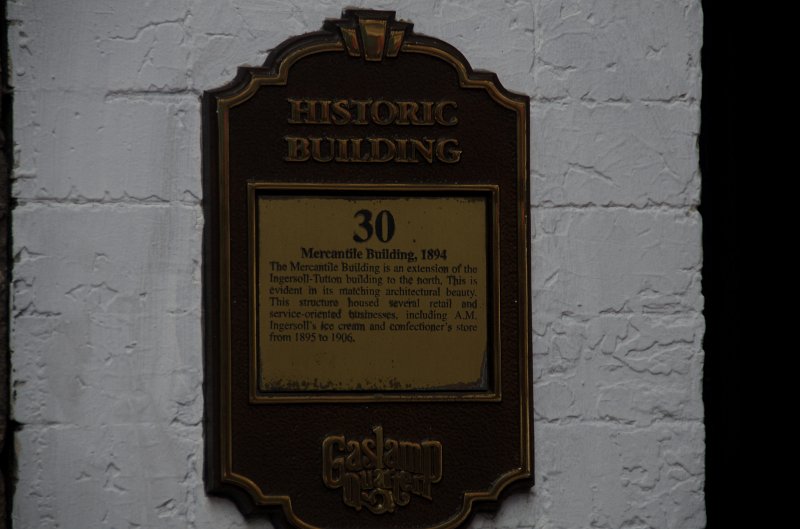 HISTORIC
BUILDING
30
Mercantile Building, 1894
The Mercantile Building is an extension of the
Ingersoll-Tutton building to the north. This is
evident in its matching architectural beauty.
This structure housed several retail and
service-oriented businesses, including A.M.
Ingersoll's ice cream and confectioner's store
from 1895 to 1906.
Gaslamp
Quarter